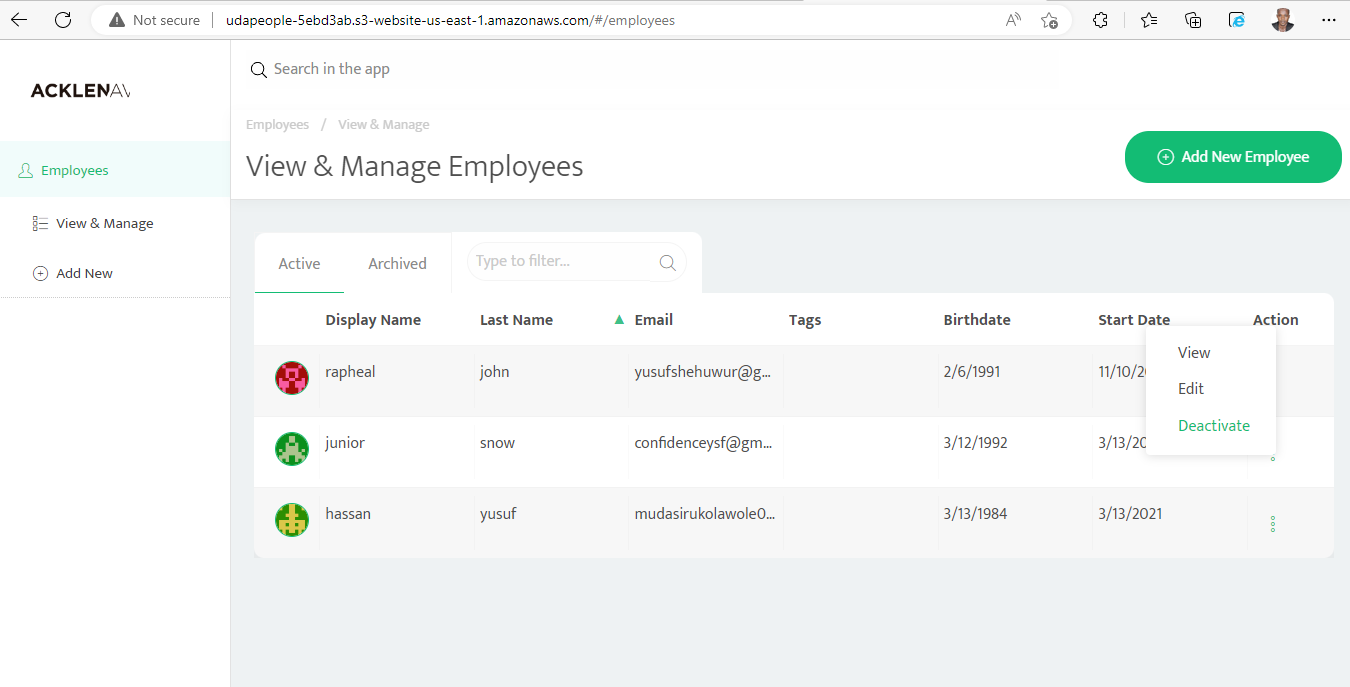 Not secure | udapeople-5ebd3ab.s3-website-us-east-1.amazonaws.com/#/employees
ACKLENAV
Search in the app
Employees / View & Manage
View & Manage Employees
Add New Employee
Employees
View & Manage
Add New
Active Archived Type to filter...
Display Name Last Name Email Tags Birthdate Start Date Action
rapheal john yusufshehuwur@g... 2/6/1991 11/10/20
junior snow confidenceysf@gm... 3/12/1992 3/13/20
hassan yusuf mudasirukolawole0... 3/13/1984 3/13/2021
View
Edit
Deactivate